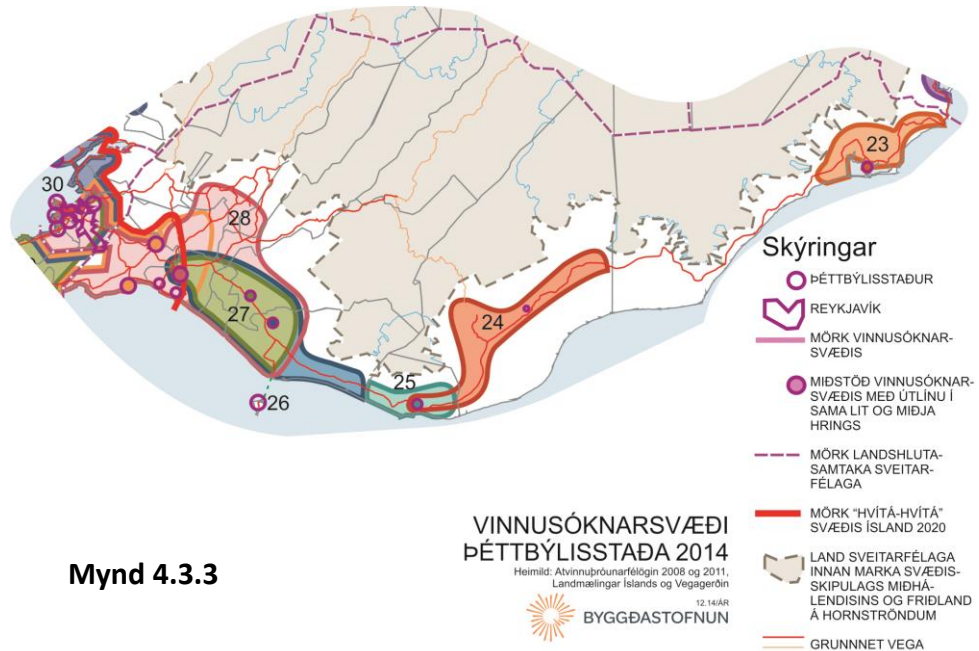 30
28
27
26
25
24
23
Skýringar
ÞÉTTBÝLISSTAÐUR
REYKJAVÍK
MÖRK VINNUSÓKNAR-
SVÆÐIS
MIÐSTÖÐ VINNUSÓKNAR-
SVÆÐIS MEÐ ÚTLÍNU Í
SAMA LIT OG MIÐJA
HRINGS
MÖRK LANDSHLUTA-
SAMTAKA SVEITAR-
FÉLAGA
MÖRK "HVÍTÁ-HVÍTÁ"
SVÆÐIS ÍSLAND 2020
LAND SVEITARFÉLAGA
INNAN MARKA SVÆÐIS-
SKIPULAGS MIÐHÁ-
LENDISINS OG FRIÐLAND
Á HORNSTRÖNDUM
GRUNNNET VEGA
VINNUSÓKNARSVÆÐI
ÞÉTTBÝLISSTAÐA 2014
Heimild: Atvinnuþróunarfélögin 2008 og 2011,
Landmælingar Íslands og Vegagerðin
12.14/ÁR
BYGGÐASTOFNUN
Mynd 4.3.3